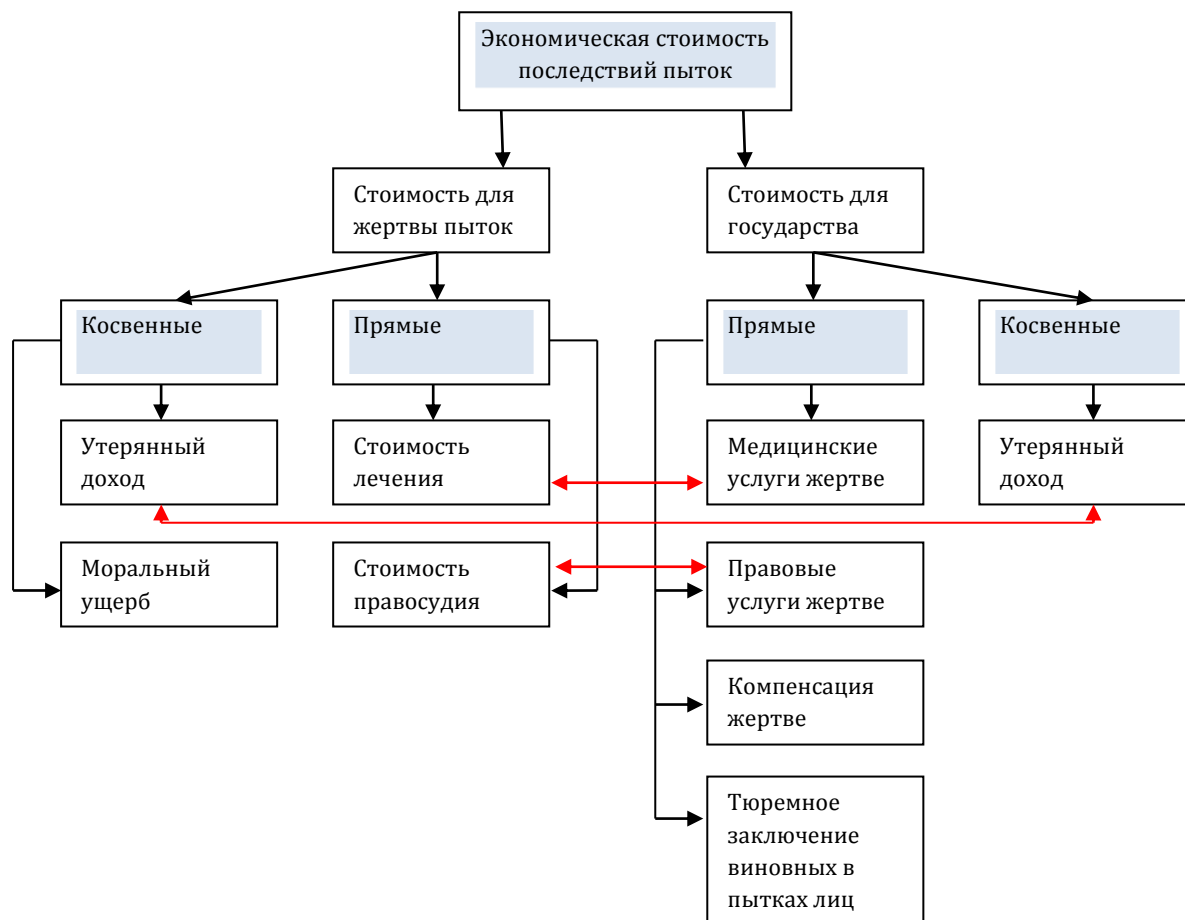 Экономическая стоимость
последствий пыток
Стоимость для
жертвы пыток
Стоимость для
государства
Косвенные
Прямые
Прямые
Косвенные
Утерянный
доход
Стоимость
лечения
Медицинские
услуги жертве
Утерянный
доход
Моральный
ущерб
Стоимость
правосудия
Правовые
услуги жертве
Компенсация
жертве
Тюремное
заключение
виновных в
пытках лиц